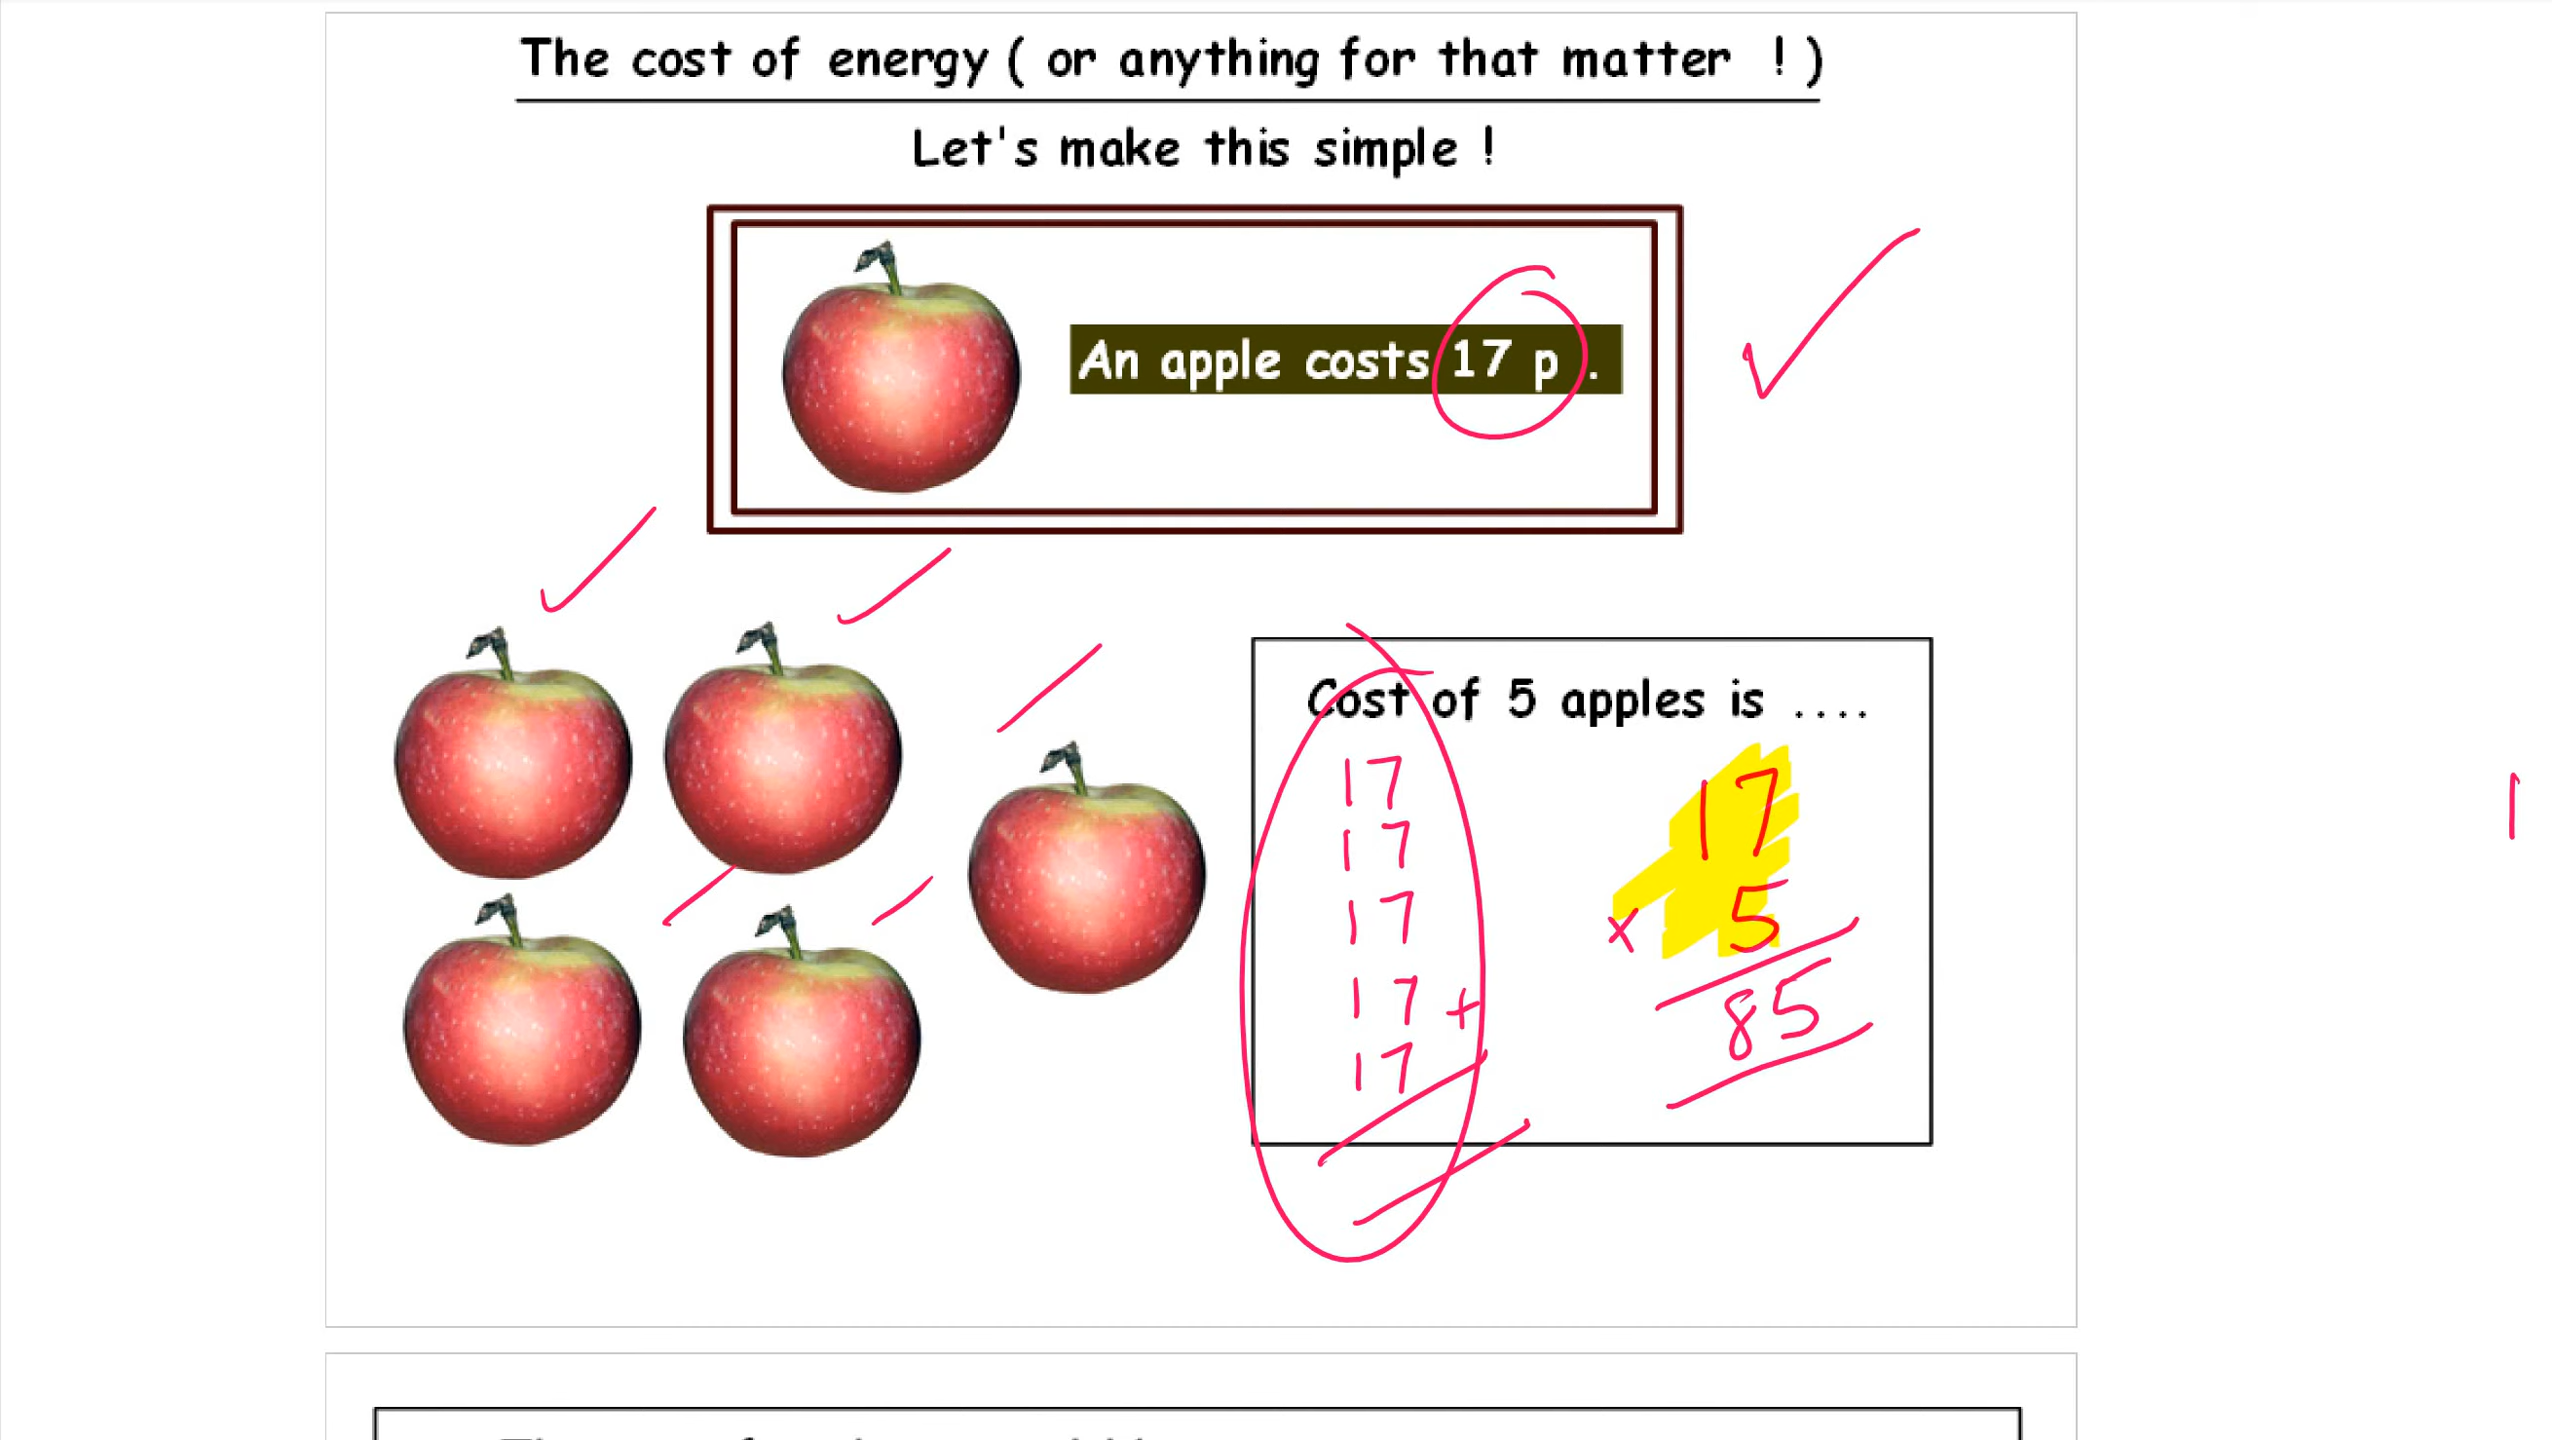 The cost of energy ( or anything for that matter ! )
Let's make this simple !
An apple costs 17 p .
Cost of 5 apples is ....
17
17
17
17 +
17
17
x 5
85